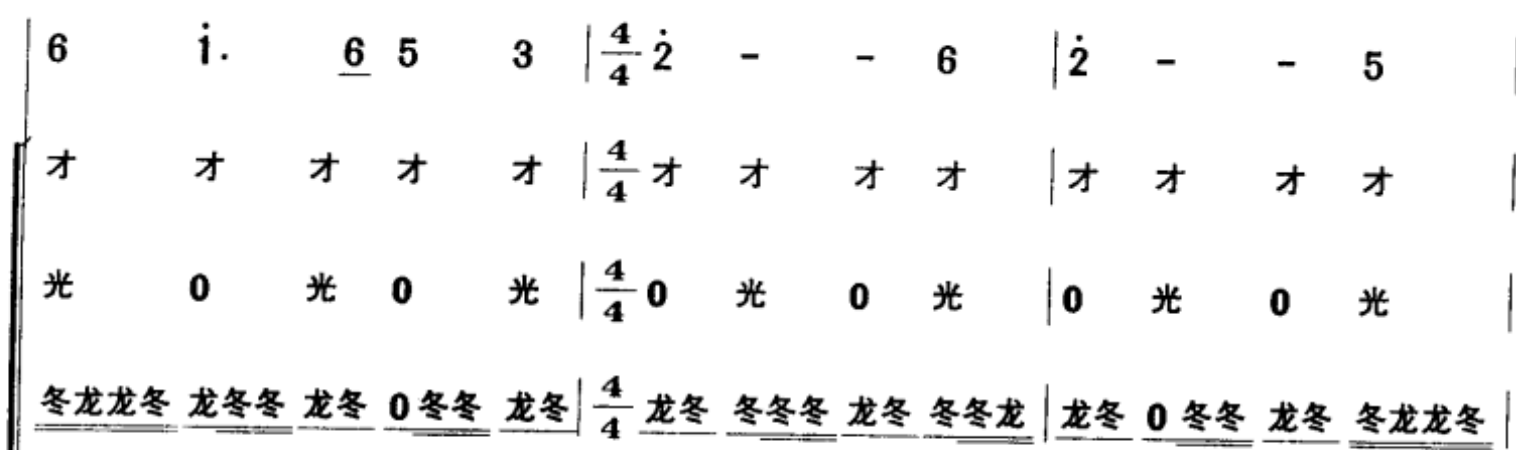 6 i̇. 6 5 3 | 4/4 2̇ - - 6 | 2̇ - - 5 |
才 才 才 才 才 | 4/4 才 才 才 才 | 才 才 才 才 |
光 0 光 0 光 | 4/4 0 光 0 光 | 0 光 0 光 |
冬龙龙冬 龙冬冬 龙冬 0冬冬 龙冬 | 4/4 龙冬 冬冬冬 龙冬 冬冬龙 | 龙冬 0冬冬 龙冬 冬龙龙冬 |